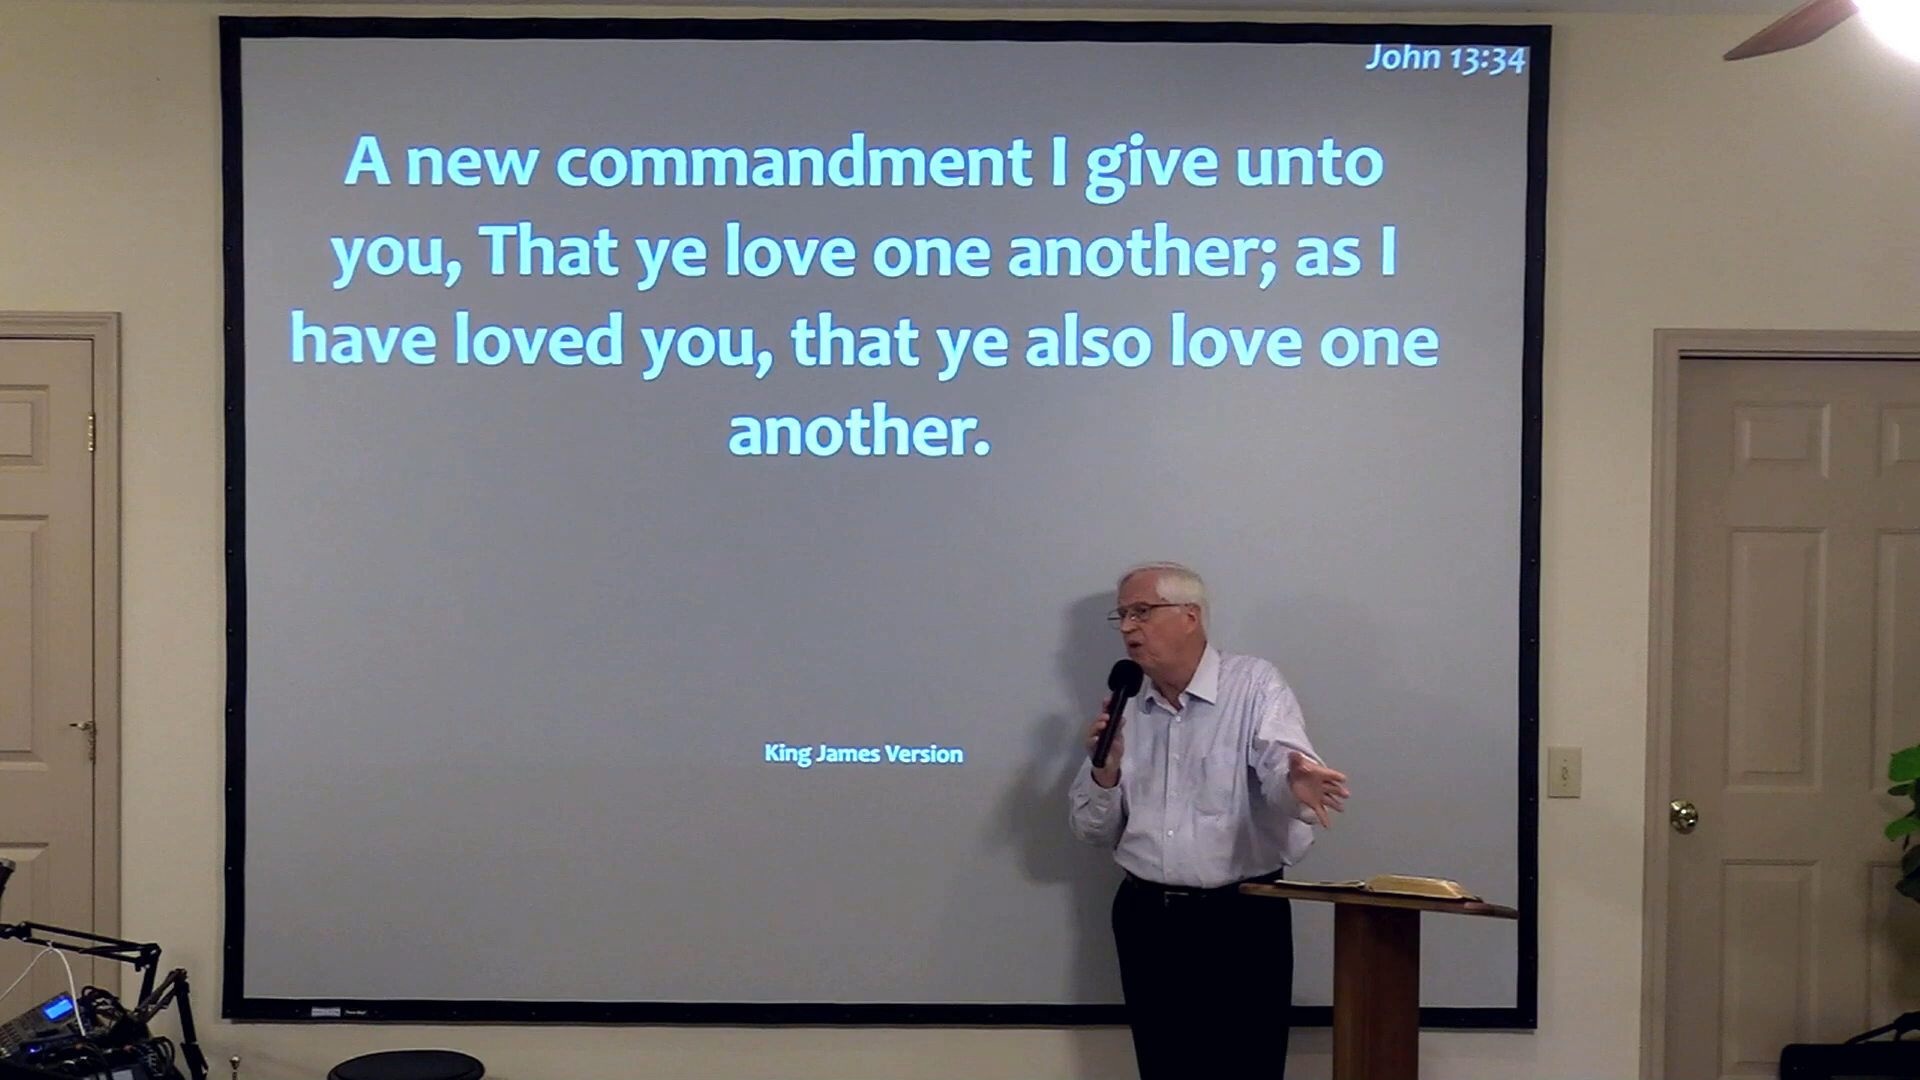 John 13:34
A new commandment I give unto
you, That ye love one another; as I
have loved you, that ye also love one
another.
King James Version